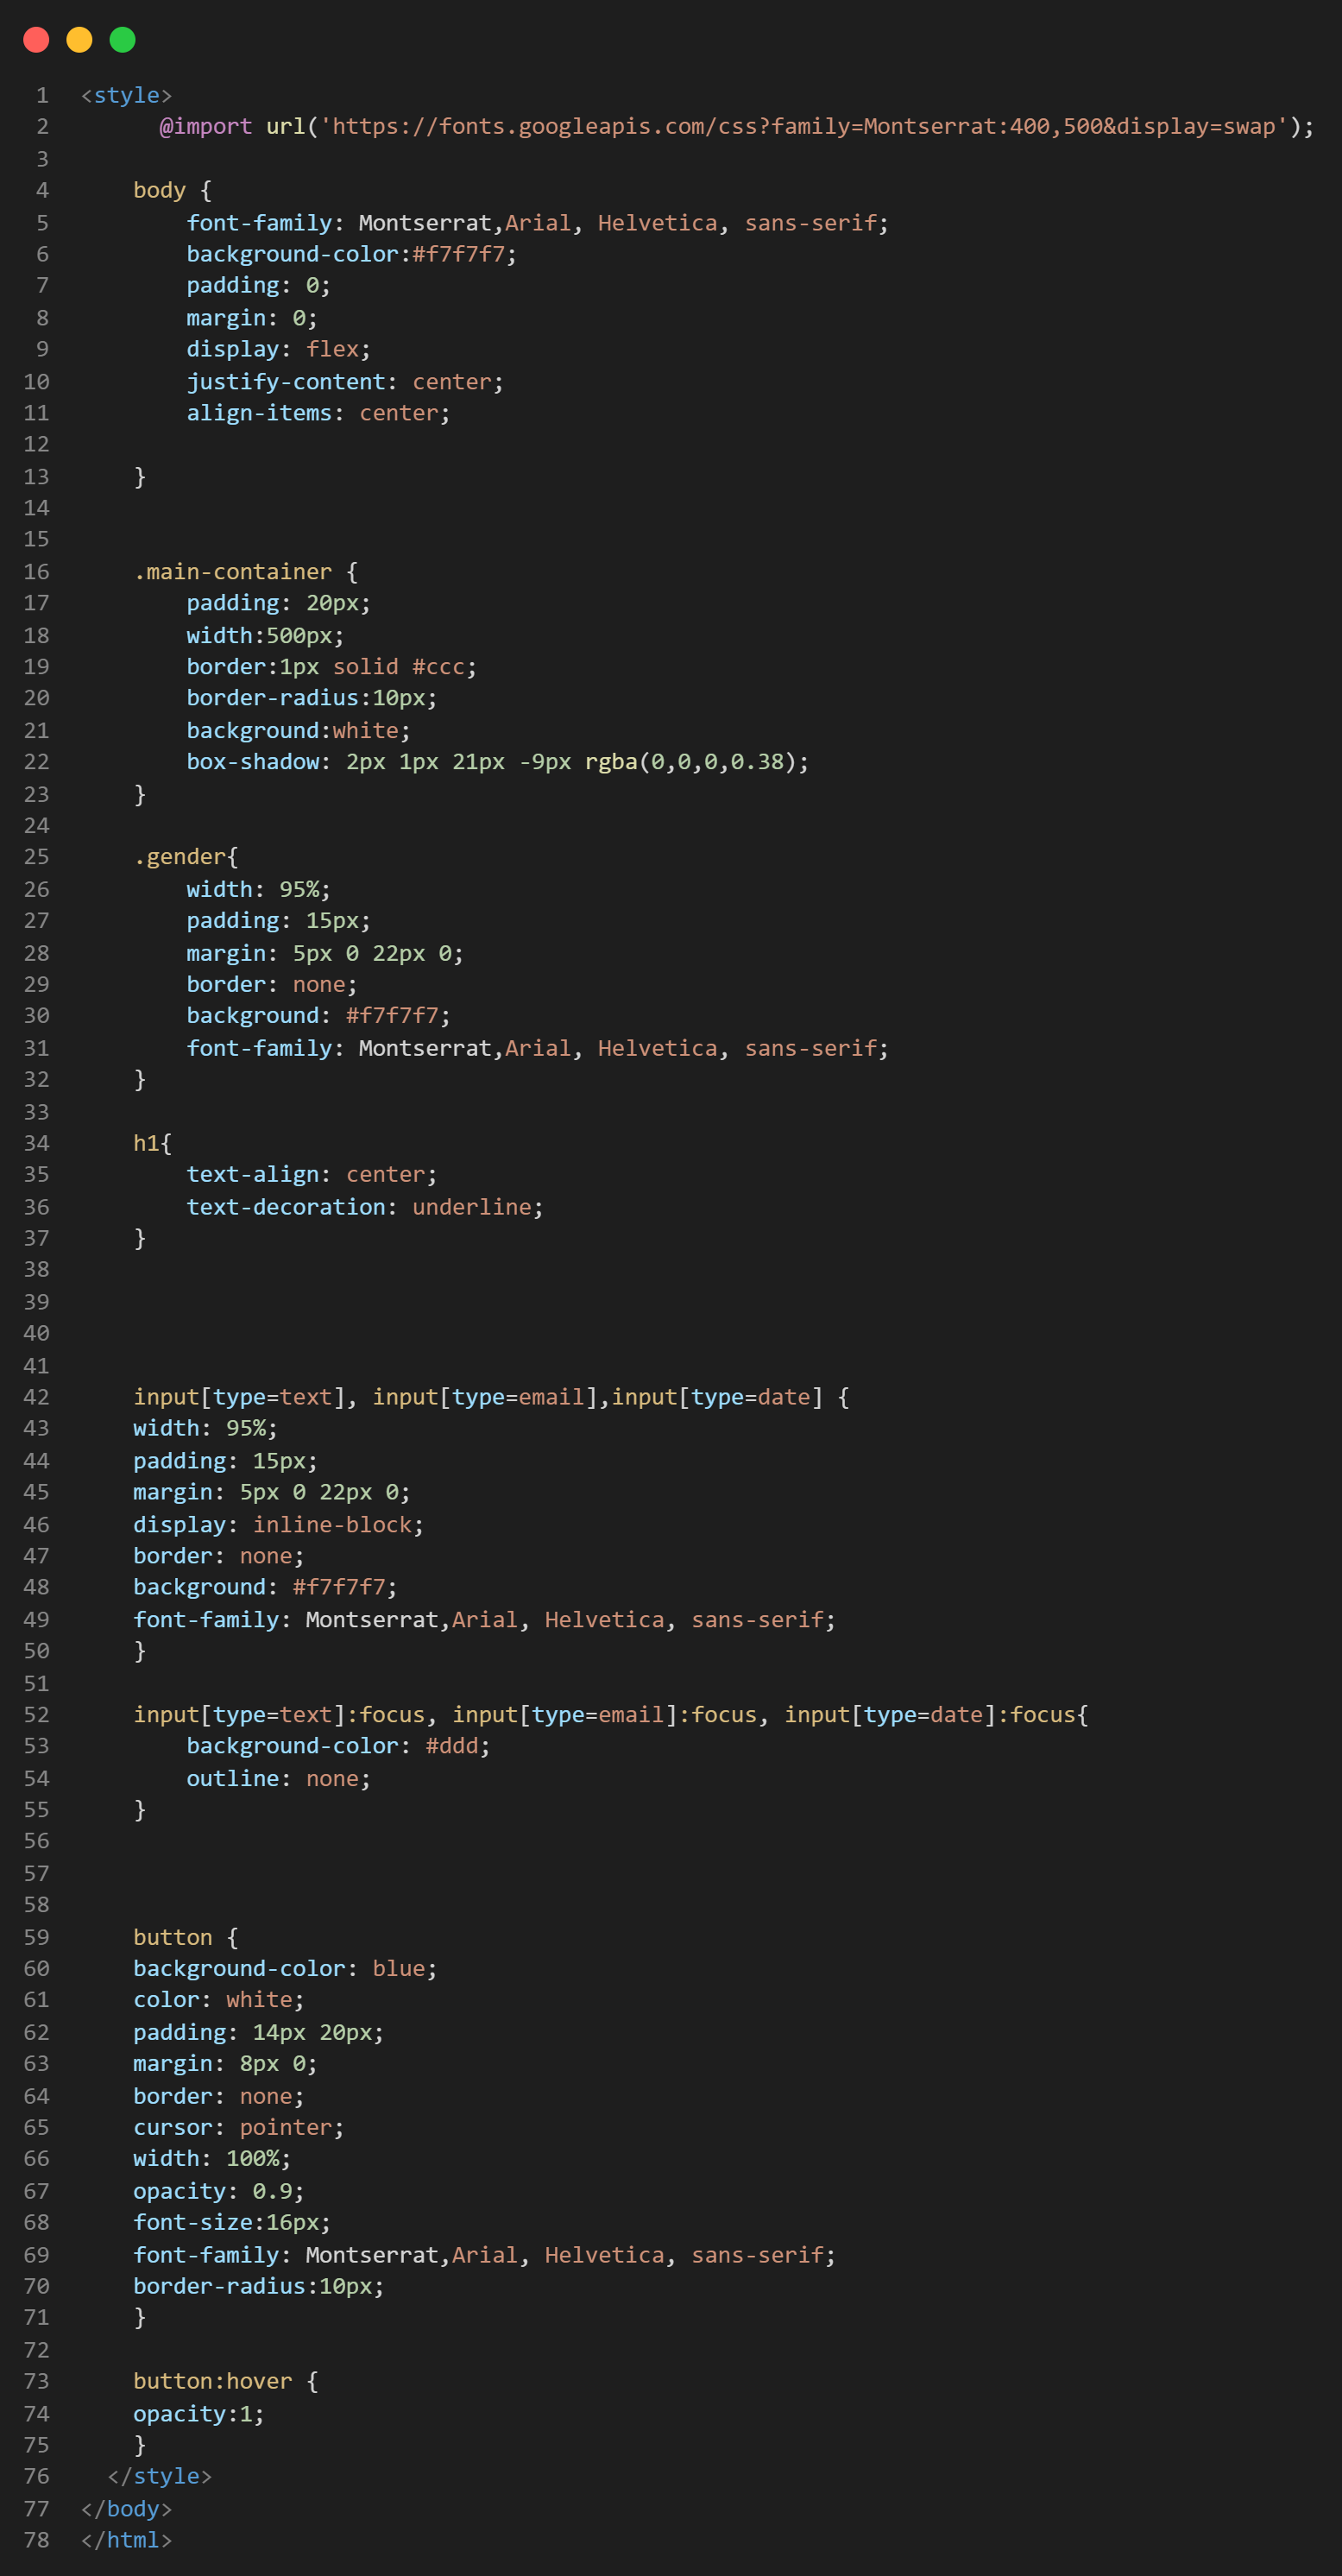 1 <style>
2 @import url('https://fonts.googleapis.com/css?family=Montserrat:400,500&display=swap');
3
4 body {
5 font-family: Montserrat,Arial, Helvetica, sans-serif;
6 background-color:#f7f7f7;
7 padding: 0;
8 margin: 0;
9 display: flex;
10 justify-content: center;
11 align-items: center;
12
13 }
14
15
16 .main-container {
17 padding: 20px;
18 width:500px;
19 border:1px solid #ccc;
20 border-radius:10px;
21 background:white;
22 box-shadow: 2px 1px 21px -9px rgba(0,0,0,0.38);
23 }
24
25 .gender{
26 width: 95%;
27 padding: 15px;
28 margin: 5px 0 22px 0;
29 border: none;
30 background: #f7f7f7;
31 font-family: Montserrat,Arial, Helvetica, sans-serif;
32 }
33
34 h1{
35 text-align: center;
36 text-decoration: underline;
37 }
38
39
40
41
42 input[type=text], input[type=email],input[type=date] {
43 width: 95%;
44 padding: 15px;
45 margin: 5px 0 22px 0;
46 display: inline-block;
47 border: none;
48 background: #f7f7f7;
49 font-family: Montserrat,Arial, Helvetica, sans-serif;
50 }
51
52 input[type=text]:focus, input[type=email]:focus, input[type=date]:focus{
53 background-color: #ddd;
54 outline: none;
55 }
56
57
58
59 button {
60 background-color: blue;
61 color: white;
62 padding: 14px 20px;
63 margin: 8px 0;
64 border: none;
65 cursor: pointer;
66 width: 100%;
67 opacity: 0.9;
68 font-size:16px;
69 font-family: Montserrat,Arial, Helvetica, sans-serif;
70 border-radius:10px;
71 }
72
73 button:hover {
74 opacity:1;
75 }
76 </style>
77 </body>
78 </html>